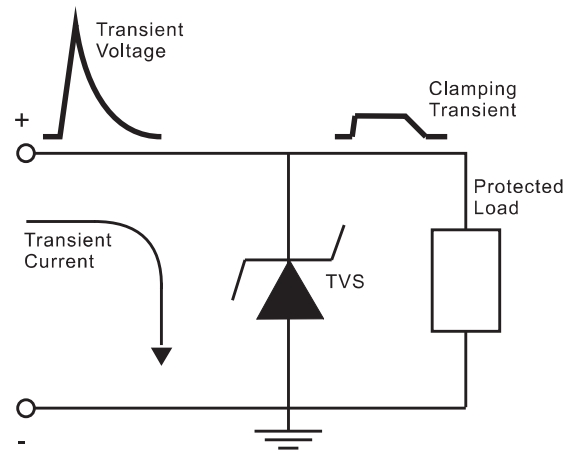 Transient
Voltage
Clamping
Transient
+
Protected
Load
Transient
Current
TVS
-